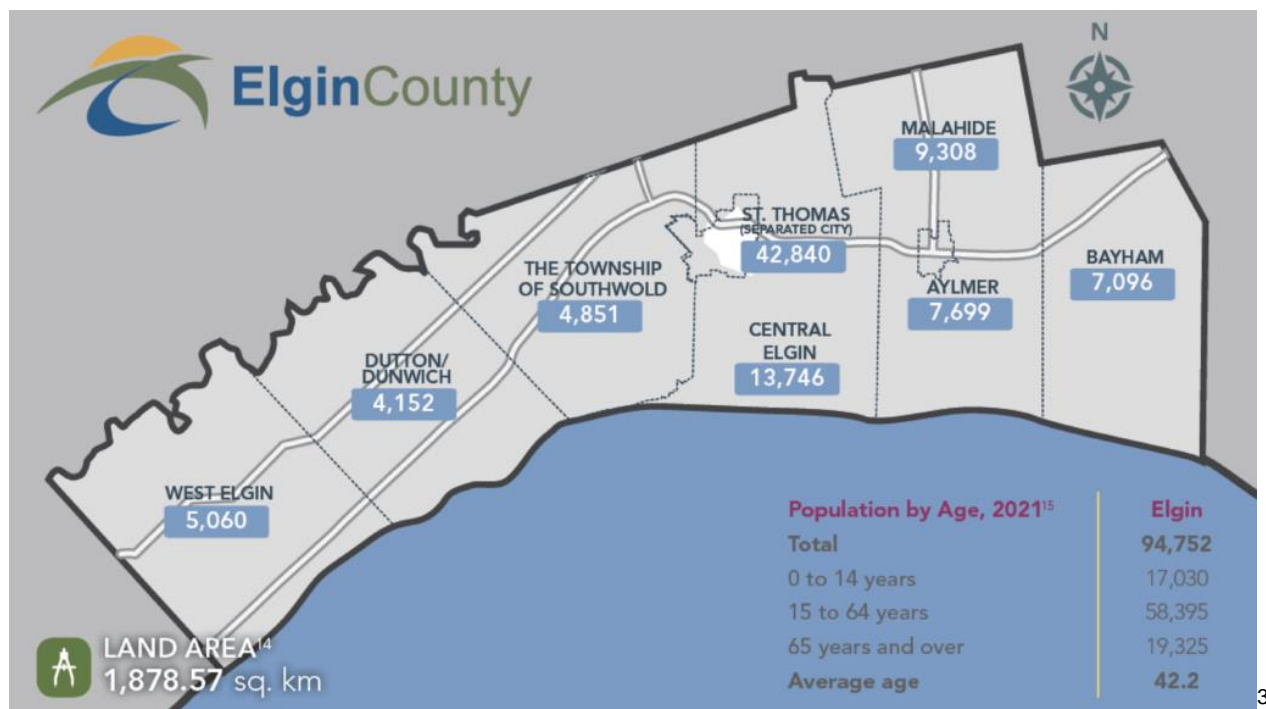 ElginCounty
N
MALAHIDE
9,308
ST. THOMAS
(SEPARATED CITY)
42,840
BAYHAM
7,096
THE TOWNSHIP
OF SOUTHWOLD
4,851
AYLMER
7,699
CENTRAL
ELGIN
13,746
DUTTON/
DUNWICH
4,152
WEST ELGIN
5,060
Population by Age, 2021¹⁵ Elgin
Total 94,752
0 to 14 years 17,030
15 to 64 years 58,395
65 years and over 19,325
Average age 42.2
LAND AREA¹⁴
1,878.57 sq. km
3